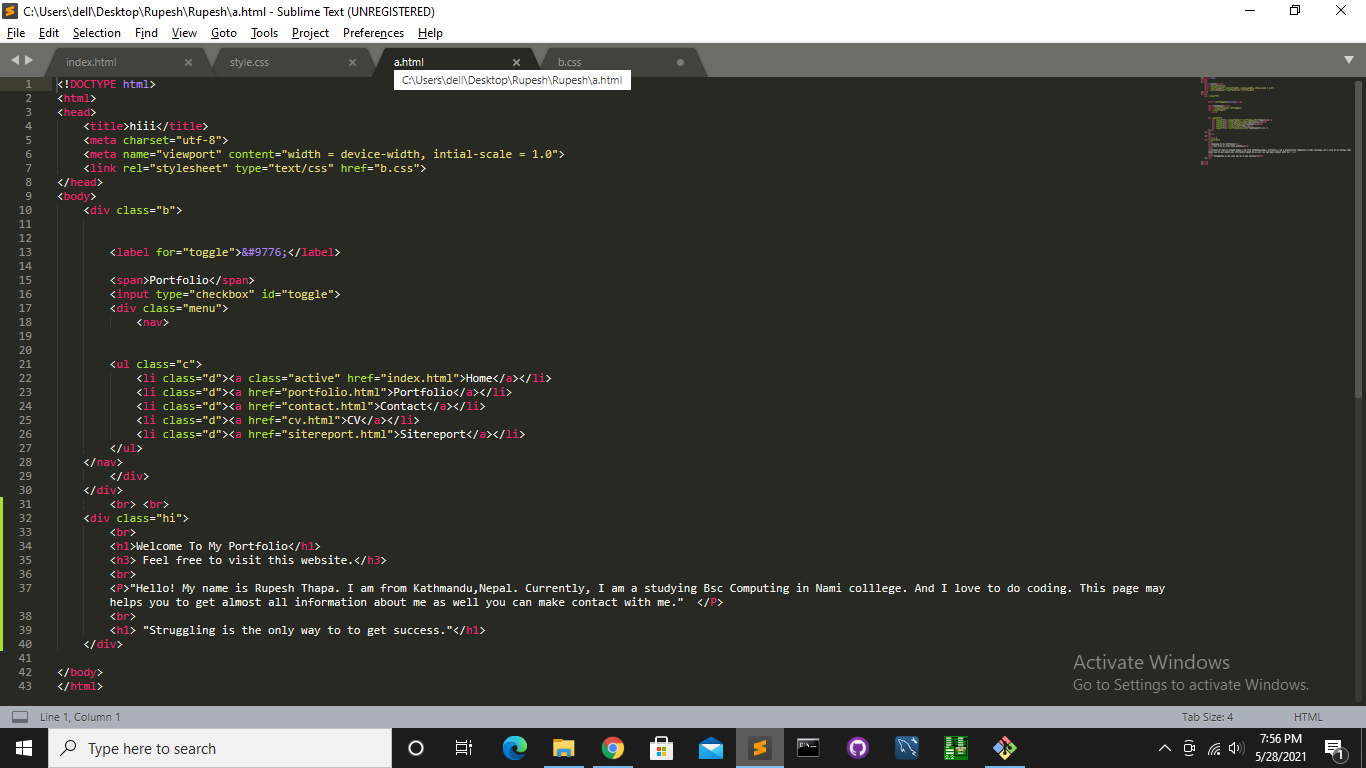 C:\Users\dell\Desktop\Rupesh\Rupesh\a.html - Sublime Text (UNREGISTERED)
File Edit Selection Find View Goto Tools Project Preferences Help
index.html × style.css × a.html × b.css
C:\Users\dell\Desktop\Rupesh\Rupesh\a.html
1 <!DOCTYPE html>
2 <html>
3 <head>
4 <title>hiii</title>
5 <meta charset="utf-8">
6 <meta name="viewport" content="width = device-width, intial-scale = 1.0">
7 <link rel="stylesheet" type="text/css" href="b.css">
8 </head>
9 <body>
10 <div class="b">
11
12
13 <label for="toggle">&#9776;</label>
14
15 <span>Portfolio</span>
16 <input type="checkbox" id="toggle">
17 <div class="menu">
18 <nav>
19
20
21 <ul class="c">
22 <li class="d"><a class="active" href="index.html">Home</a></li>
23 <li class="d"><a href="portfolio.html">Portfolio</a></li>
24 <li class="d"><a href="contact.html">Contact</a></li>
25 <li class="d"><a href="cv.html">CV</a></li>
26 <li class="d"><a href="sitereport.html">Sitereport</a></li>
27 </ul>
28 </nav>
29 </div>
30 </div>
31 <br> <br>
32 <div class="hi">
33 <br>
34 <h1>Welcome To My Portfolio</h1>
35 <h3> Feel free to visit this website.</h3>
36 <br>
37 <P>"Hello! My name is Rupesh Thapa. I am from Kathmandu,Nepal. Currently, I am a studying Bsc Computing in Nami colllege. And I love to do coding. This page may
helps you to get almost all information about me as well you can make contact with me."  </P>
38 <br>
39 <h1> "Struggling is the only way to to get success."</h1>
40 </div>
41
42 </body>
43 </html>
Activate Windows
Go to Settings to activate Windows.
Line 1, Column 1 Tab Size: 4 HTML
Type here to search
7:56 PM
5/28/2021
1